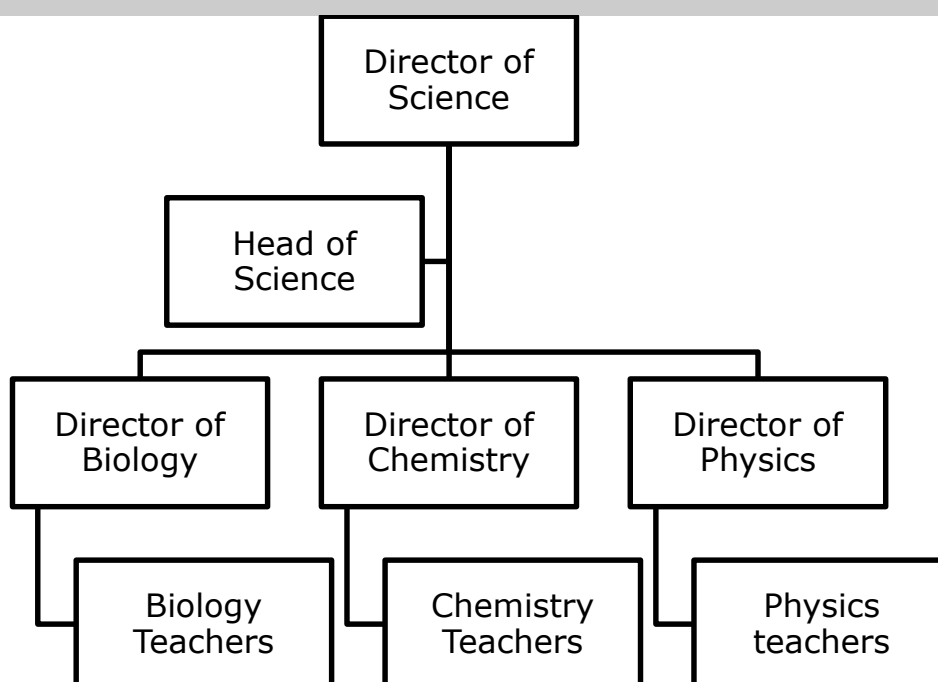 Director of
Science
Head of
Science
Director of
Biology
Director of
Chemistry
Director of
Physics
Biology
Teachers
Chemistry
Teachers
Physics
teachers